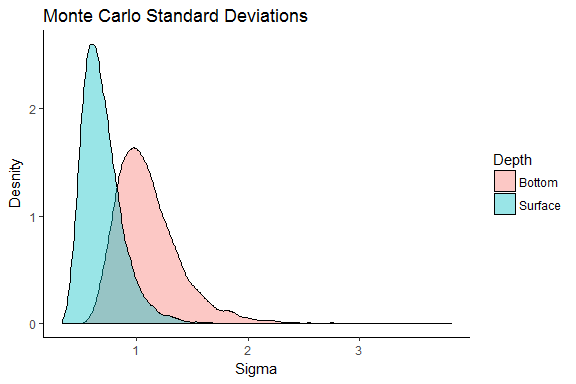 Monte Carlo Standard Deviations
Desnity
2
1
0
1
2
3
Sigma
Depth
Bottom
Surface